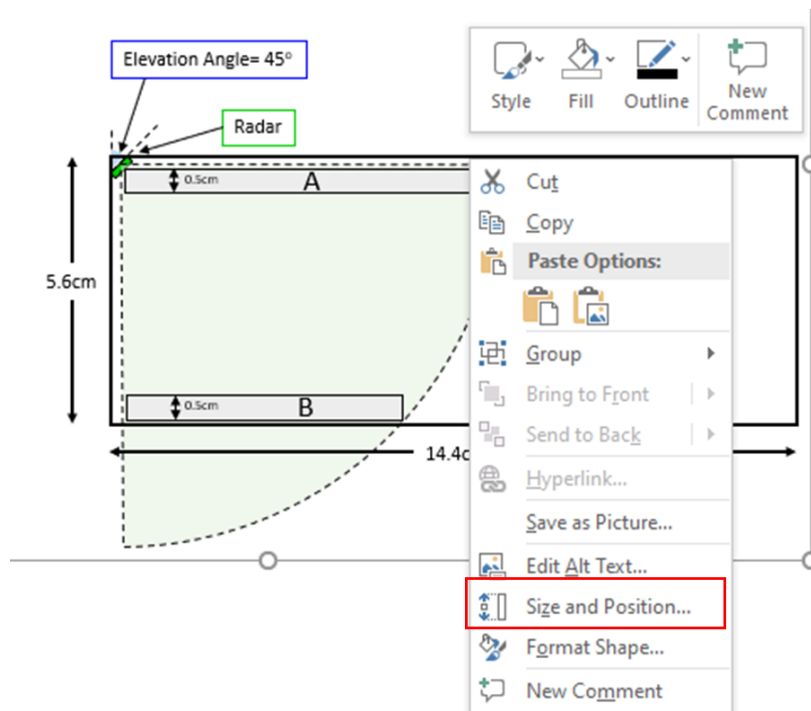 Elevation Angle= 45°
Radar
Style
Fill
Outline
New
Comment
0.5cm
A
5.6cm
0.5cm
B
14.4c
Cut
Copy
Paste Options:
Group
Bring to Front
Send to Back
Hyperlink...
Save as Picture...
Edit Alt Text...
Size and Position...
Format Shape...
New Comment